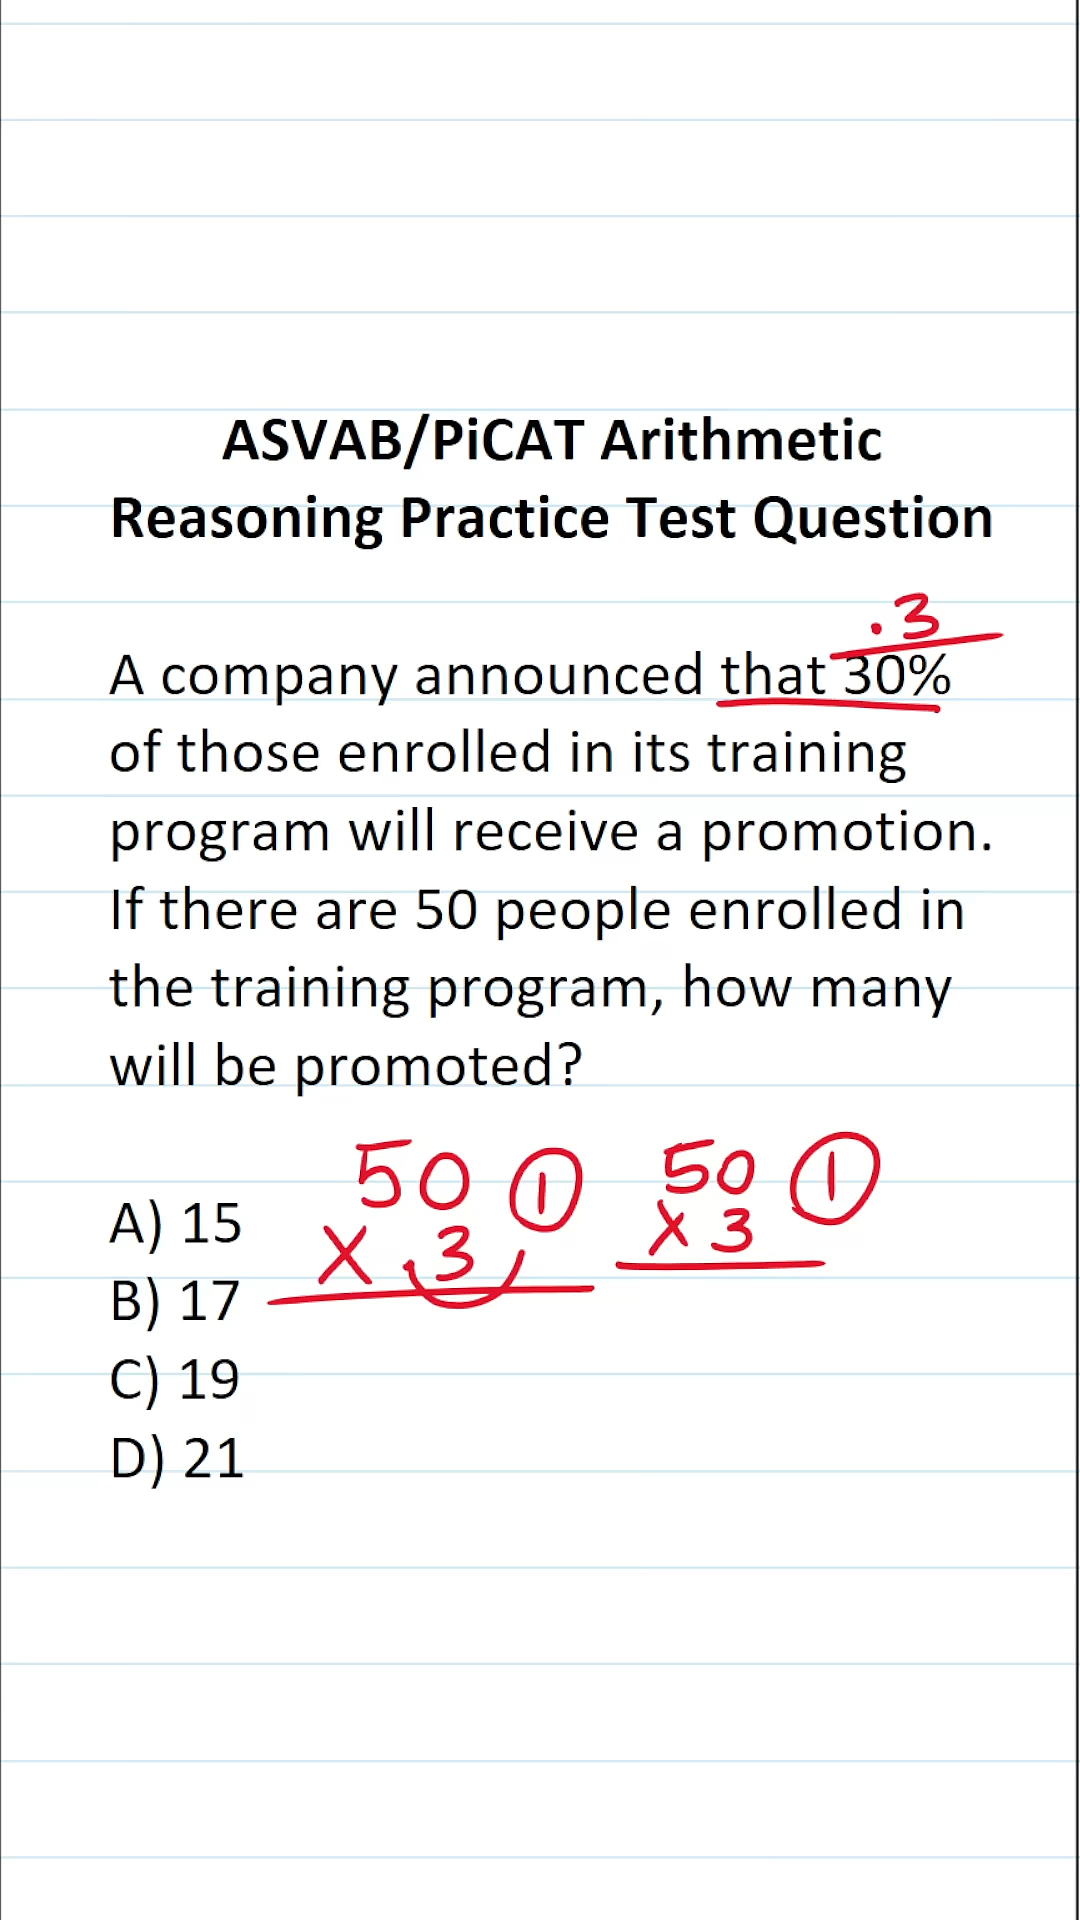 ASVAB/PiCAT Arithmetic
Reasoning Practice Test Question
.3
A company announced that 30%
of those enrolled in its training
program will receive a promotion.
If there are 50 people enrolled in
the training program, how many
will be promoted?
50 ① 50 ①
A) 15
X .3 X 3
B) 17
C) 19
D) 21